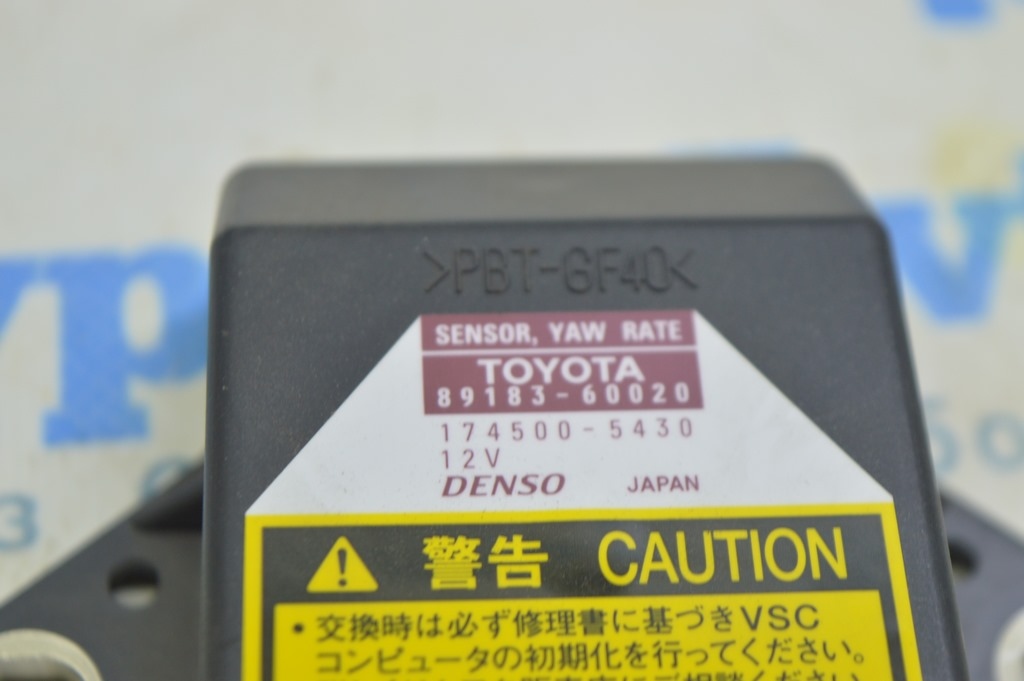 >PBT-GF40<
SENSOR, YAW RATE
TOYOTA
89183-60020
174500-5430
12V
DENSO JAPAN
警告 CAUTION
・交換時は必ず修理書に基づきVSC
コンピュータの初期化を行ってください。